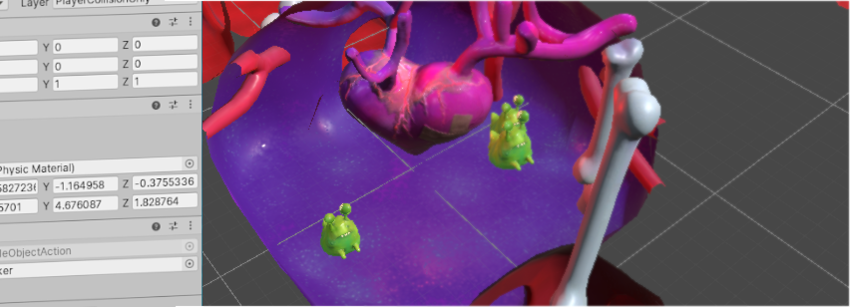 Layer PlayerCollisionOnly
Y 0 Z 0
Y 0 Z 0
Y 1 Z 1
Physic Material)
Y -1.164958 Z -0.3755336
5701 Y 4.676087 Z 1.828764
leObjectAction
ker